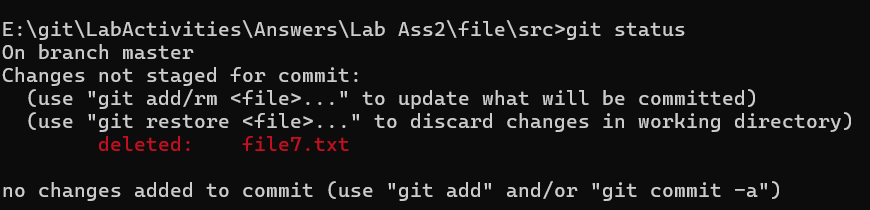 E:\git\LabActivities\Answers\Lab Ass2\file\src>git status
On branch master
Changes not staged for commit:
  (use "git add/rm <file>..." to update what will be committed)
  (use "git restore <file>..." to discard changes in working directory)
        deleted:    file7.txt

no changes added to commit (use "git add" and/or "git commit -a")